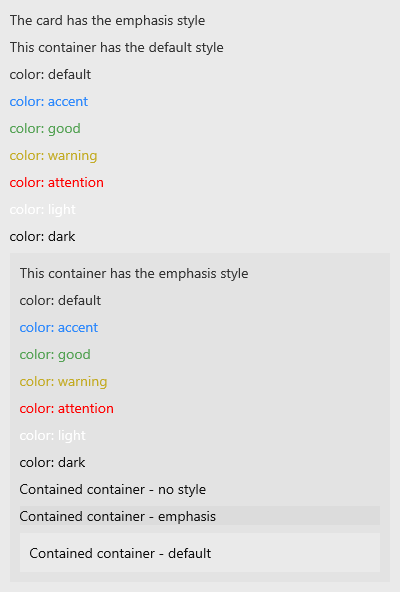 The card has the emphasis style
This container has the default style
color: default
color: accent
color: good
color: warning
color: attention
color: light
color: dark
This container has the emphasis style
color: default
color: accent
color: good
color: warning
color: attention
color: light
color: dark
Contained container - no style
Contained container - emphasis
Contained container - default